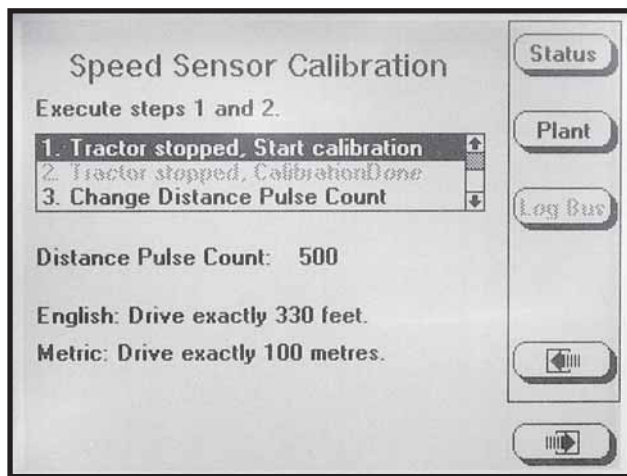 Speed Sensor Calibration
Execute steps 1 and 2.
1. Tractor stopped, Start calibration
2. Tractor stopped, CalibrationDone
3. Change Distance Pulse Count
Distance Pulse Count: 500
English: Drive exactly 330 feet.
Metric: Drive exactly 100 metres.
Status
Plant
Log Bus